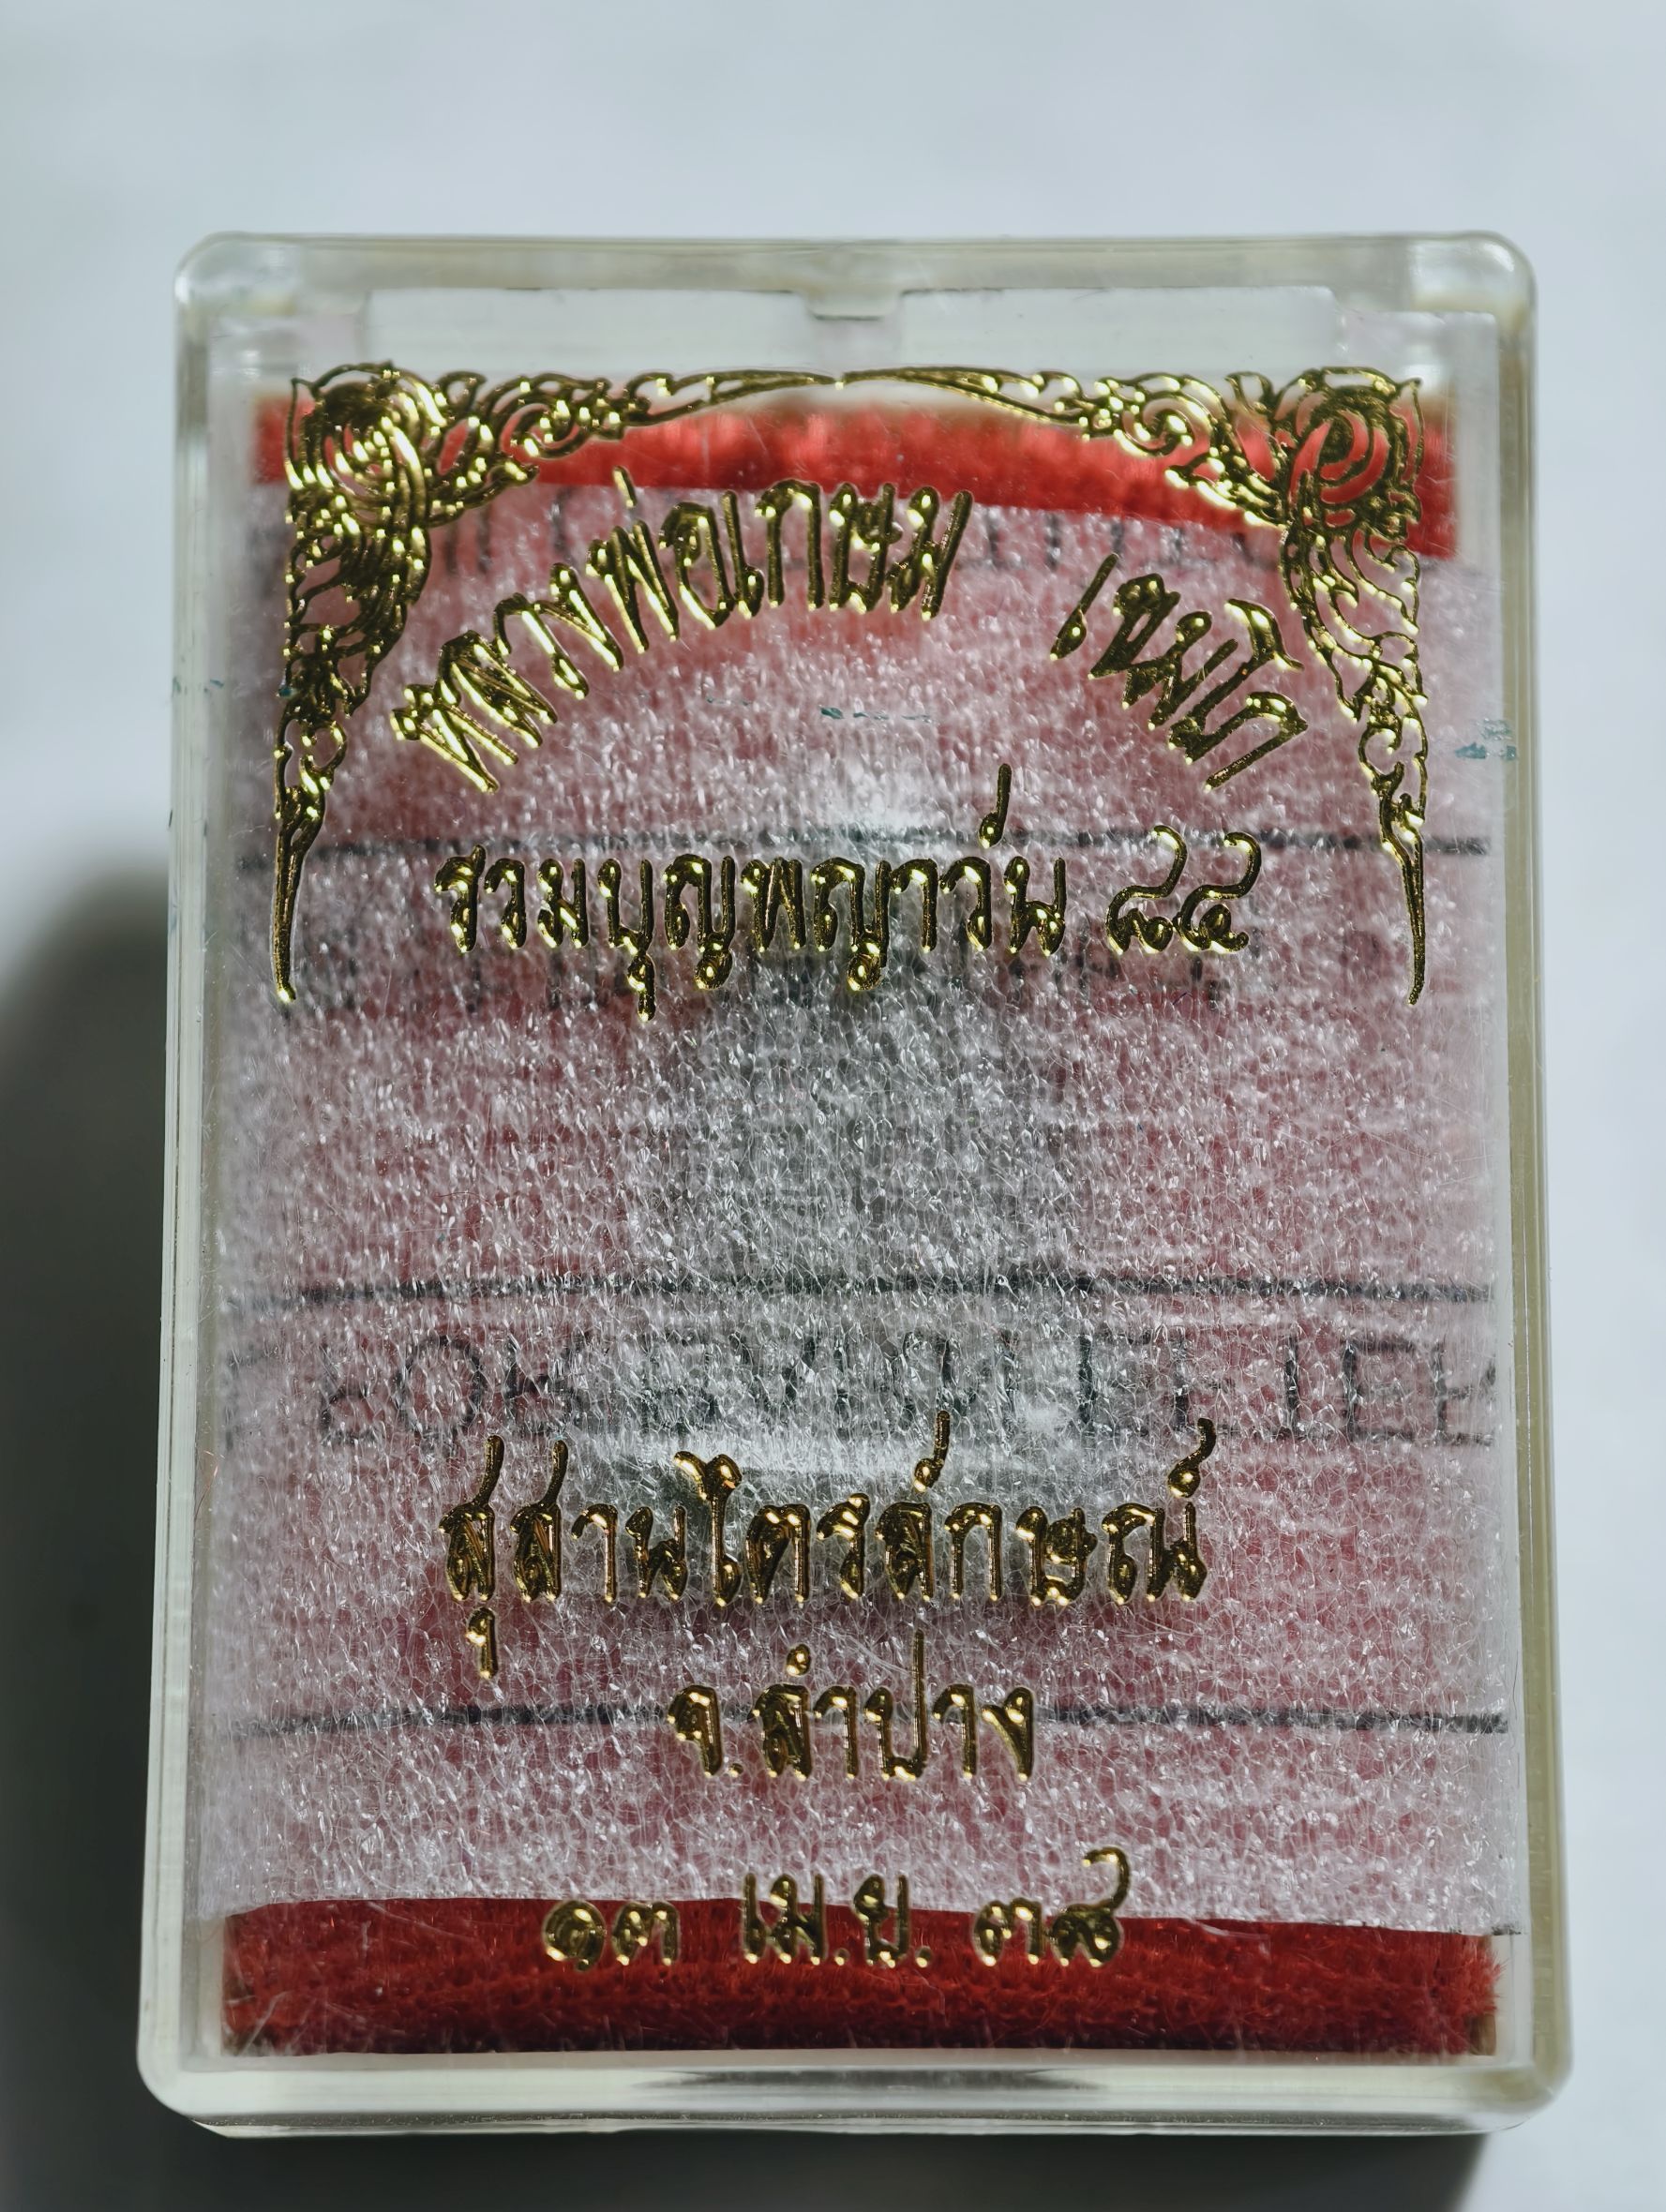 หลวงพ่อเกษม เขมโก
รวมบุญพญาวัน ๘๔
สุสานไตรลักษณ์
จ.ลำปาง
๑๓ เม.ย. ๓๘